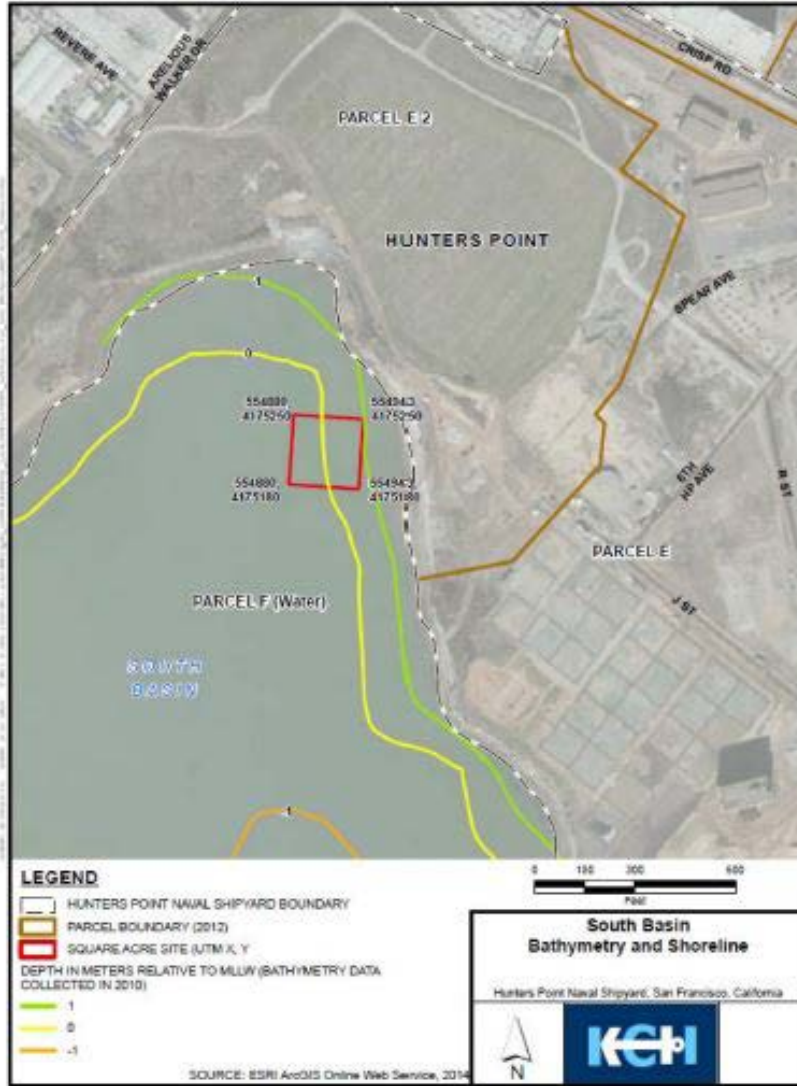 REVERE AVE
ARELIOUS
WALKER DR
CRISP RD
PARCEL E 2
HUNTERS POINT
SPEAR AVE
1
0
554880,
4175250
554943,
4175250
554880,
4175180
554943,
4175180
6TH
HP AVE
R ST
PARCEL E
PARCEL F (Water)
J ST
SOUTH
BASIN
-1
LEGEND
HUNTERS POINT NAVAL SHIPYARD BOUNDARY
PARCEL BOUNDARY (2012)
SQUARE ACRE SITE (UTM X, Y
DEPTH IN METERS RELATIVE TO MLLW (BATHYMETRY DATA
COLLECTED IN 2010)
1
0
-1
0 150 300 600
Feet
South Basin
Bathymetry and Shoreline
Hunters Point Naval Shipyard, San Francisco, California
N
KCH
SOURCE: ESRI ArcGIS Online Web Service, 2014